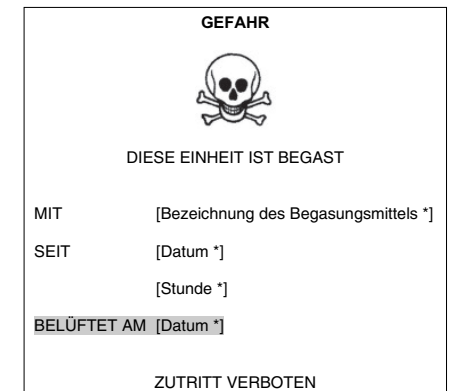 GEFAHR
DIESE EINHEIT IST BEGAST
MIT [Bezeichnung des Begasungsmittels *]
SEIT [Datum *]
[Stunde *]
BELÜFTET AM [Datum *]
ZUTRITT VERBOTEN